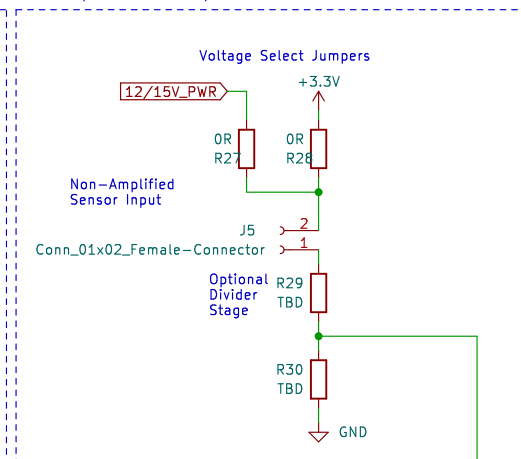 Voltage Select Jumpers
+3.3V
12/15V_PWR
0R
R27
0R
R28
Non-Amplified
Sensor Input
J5
2
Conn_01x02_Female-Connector
1
Optional
Divider
Stage
R29
TBD
R30
TBD
GND